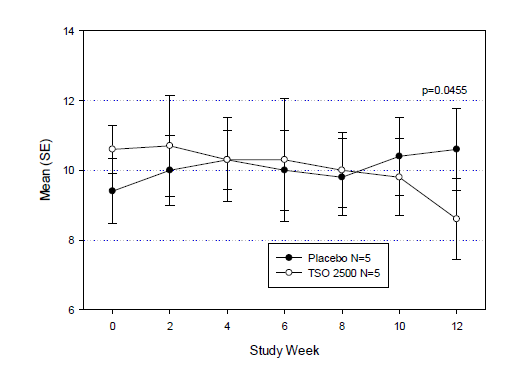 14
p=0.0455
12
10
Mean (SE)
8
Placebo N=5
TSO 2500 N=5
6
0 2 4 6 8 10 12
Study Week